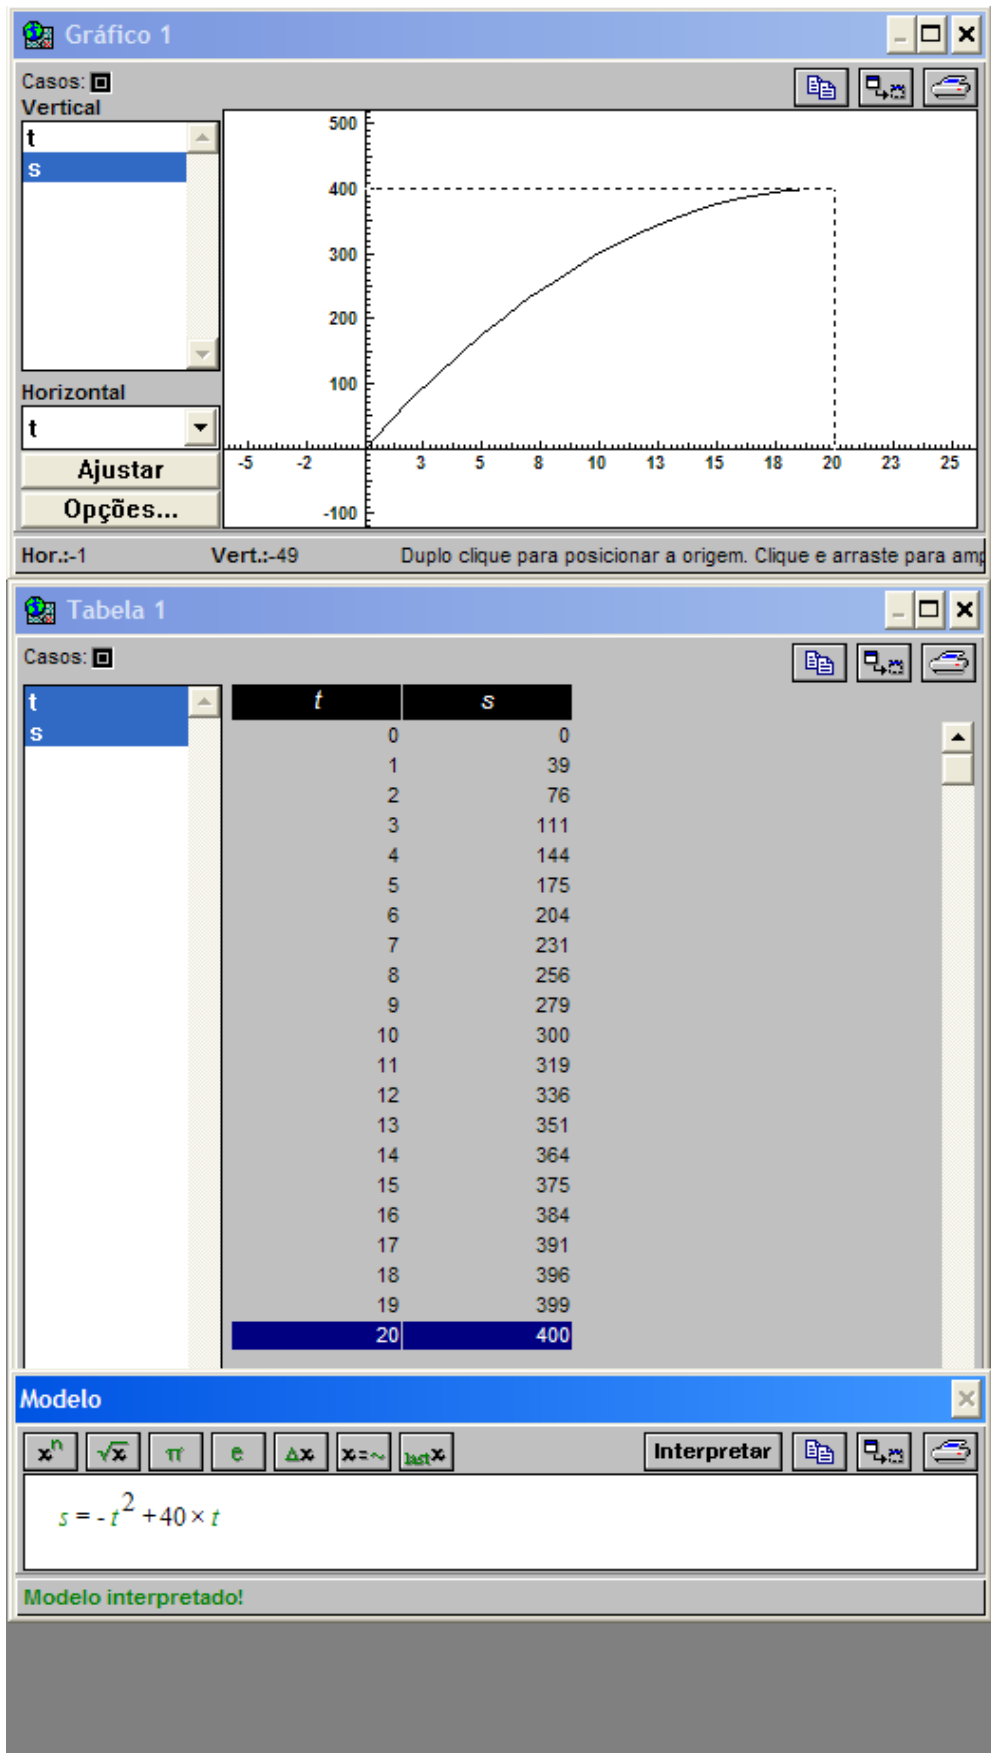 Gráfico 1
Casos:
Vertical
t
s
500
400
300
200
100
-100
-5 -2 3 5 8 10 13 15 18 20 23 25
Horizontal
t
Ajustar
Opções...
Hor.:-1 Vert.:-49 Duplo clique para posicionar a origem. Clique e arraste para amp
Tabela 1
Casos:
t
s
t s
0 0
1 39
2 76
3 111
4 144
5 175
6 204
7 231
8 256
9 279
10 300
11 319
12 336
13 351
14 364
15 375
16 384
17 391
18 396
19 399
20 400
Modelo
xⁿ √x π e Δx x=~ last x Interpretar
s = - t² + 40 × t
Modelo interpretado!